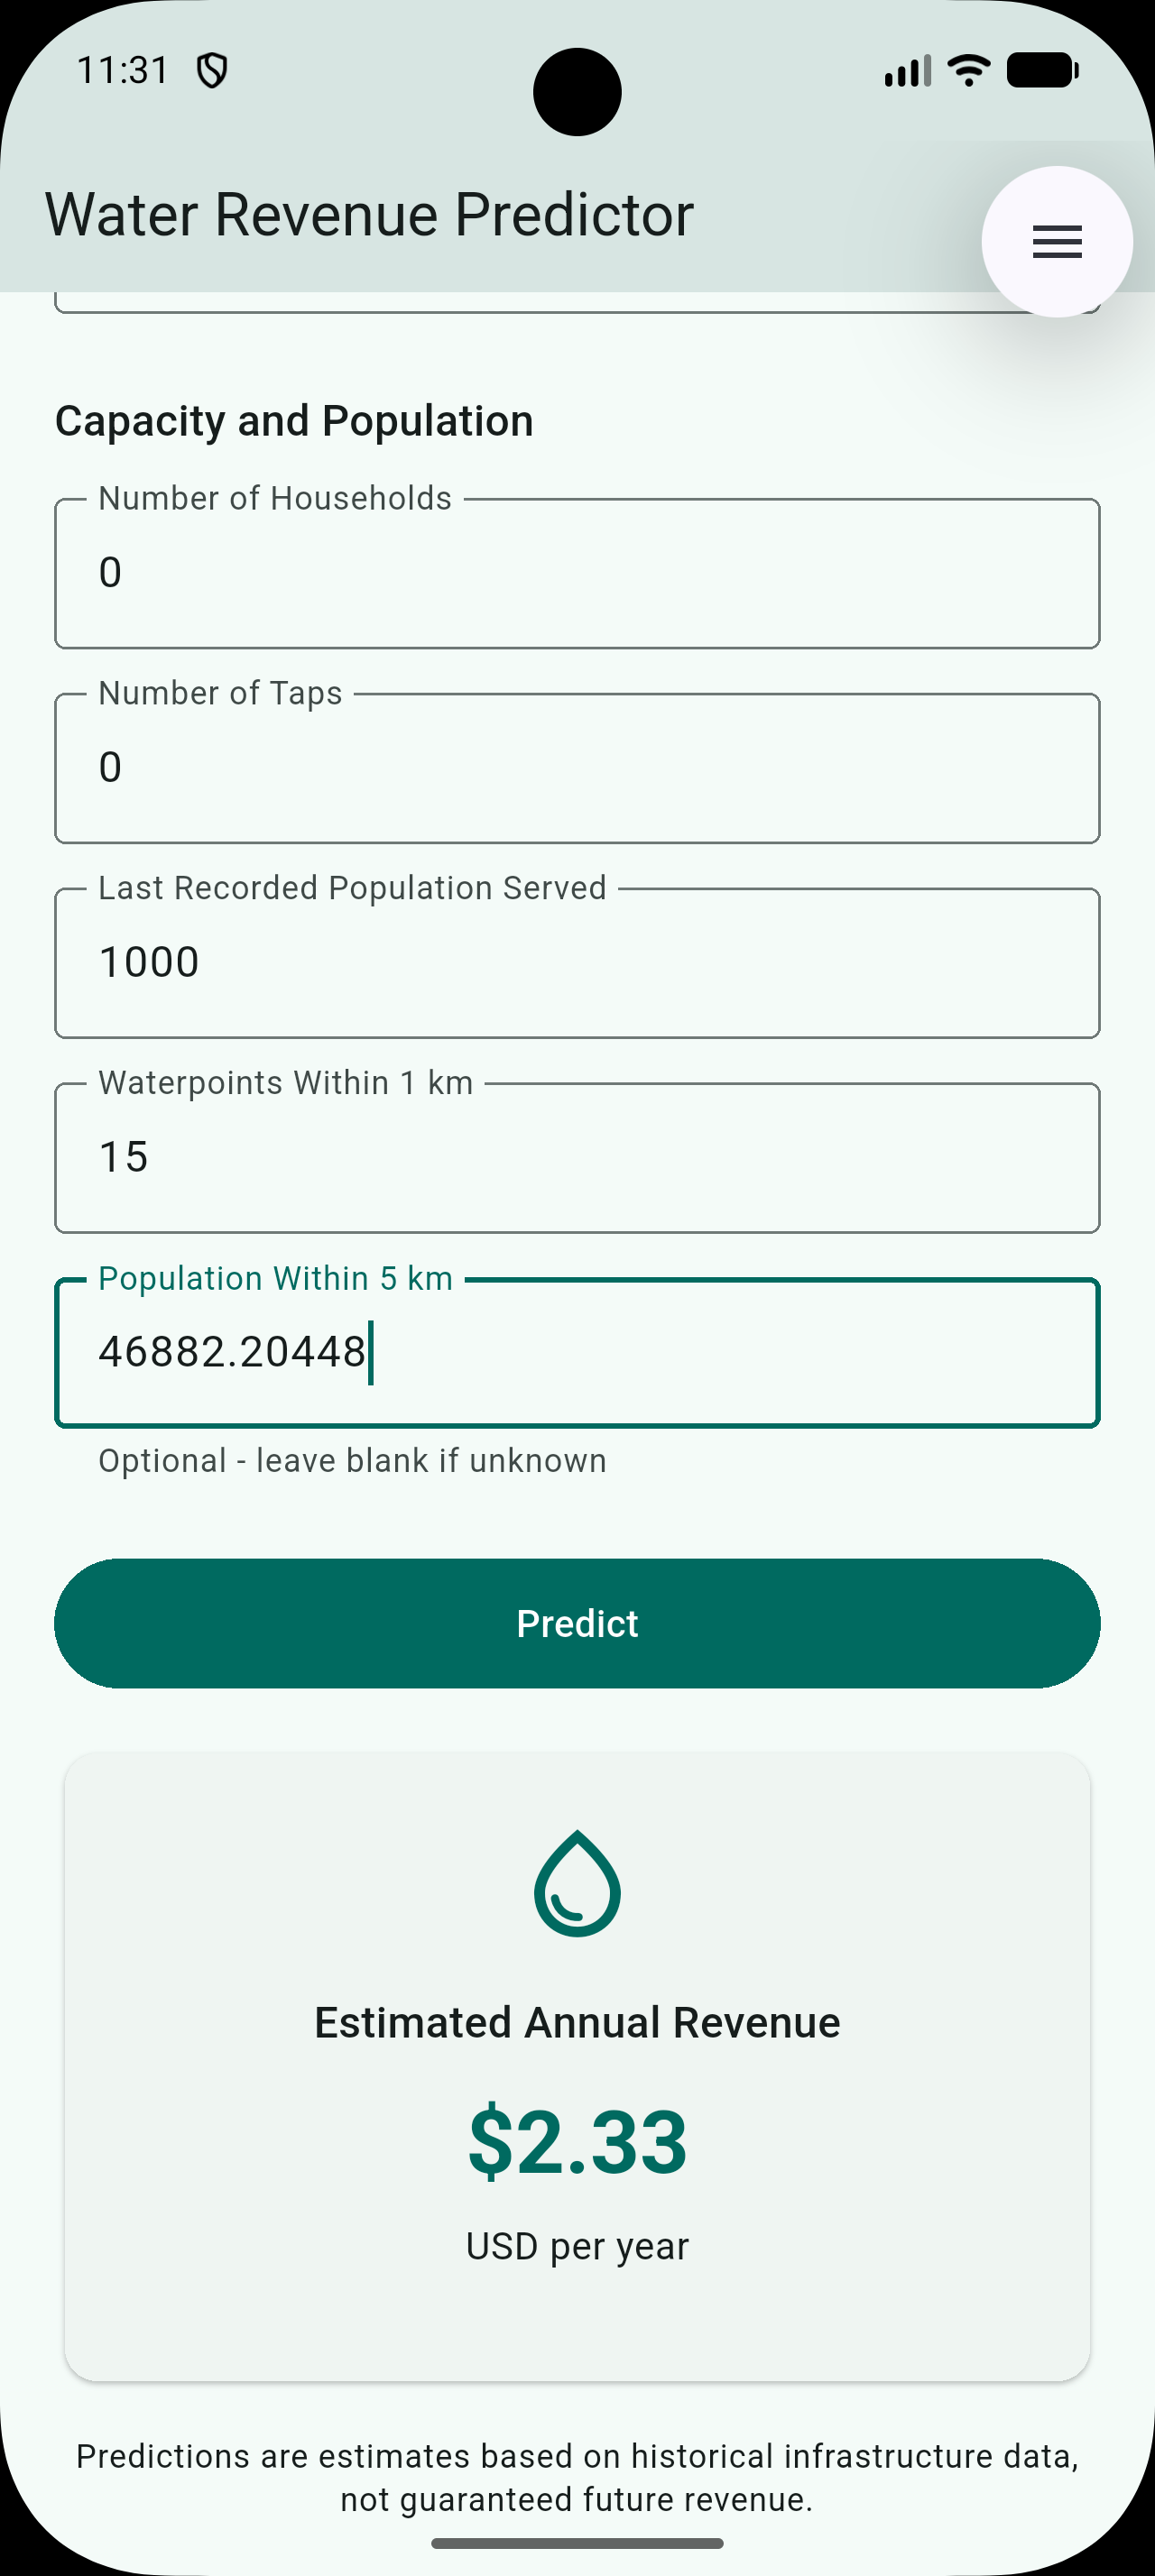 11:31
Water Revenue Predictor
Capacity and Population
Number of Households
0
Number of Taps
0
Last Recorded Population Served
1000
Waterpoints Within 1 km
15
Population Within 5 km
46882.20448
Optional - leave blank if unknown
Predict
Estimated Annual Revenue
$2.33
USD per year
Predictions are estimates based on historical infrastructure data,
not guaranteed future revenue.